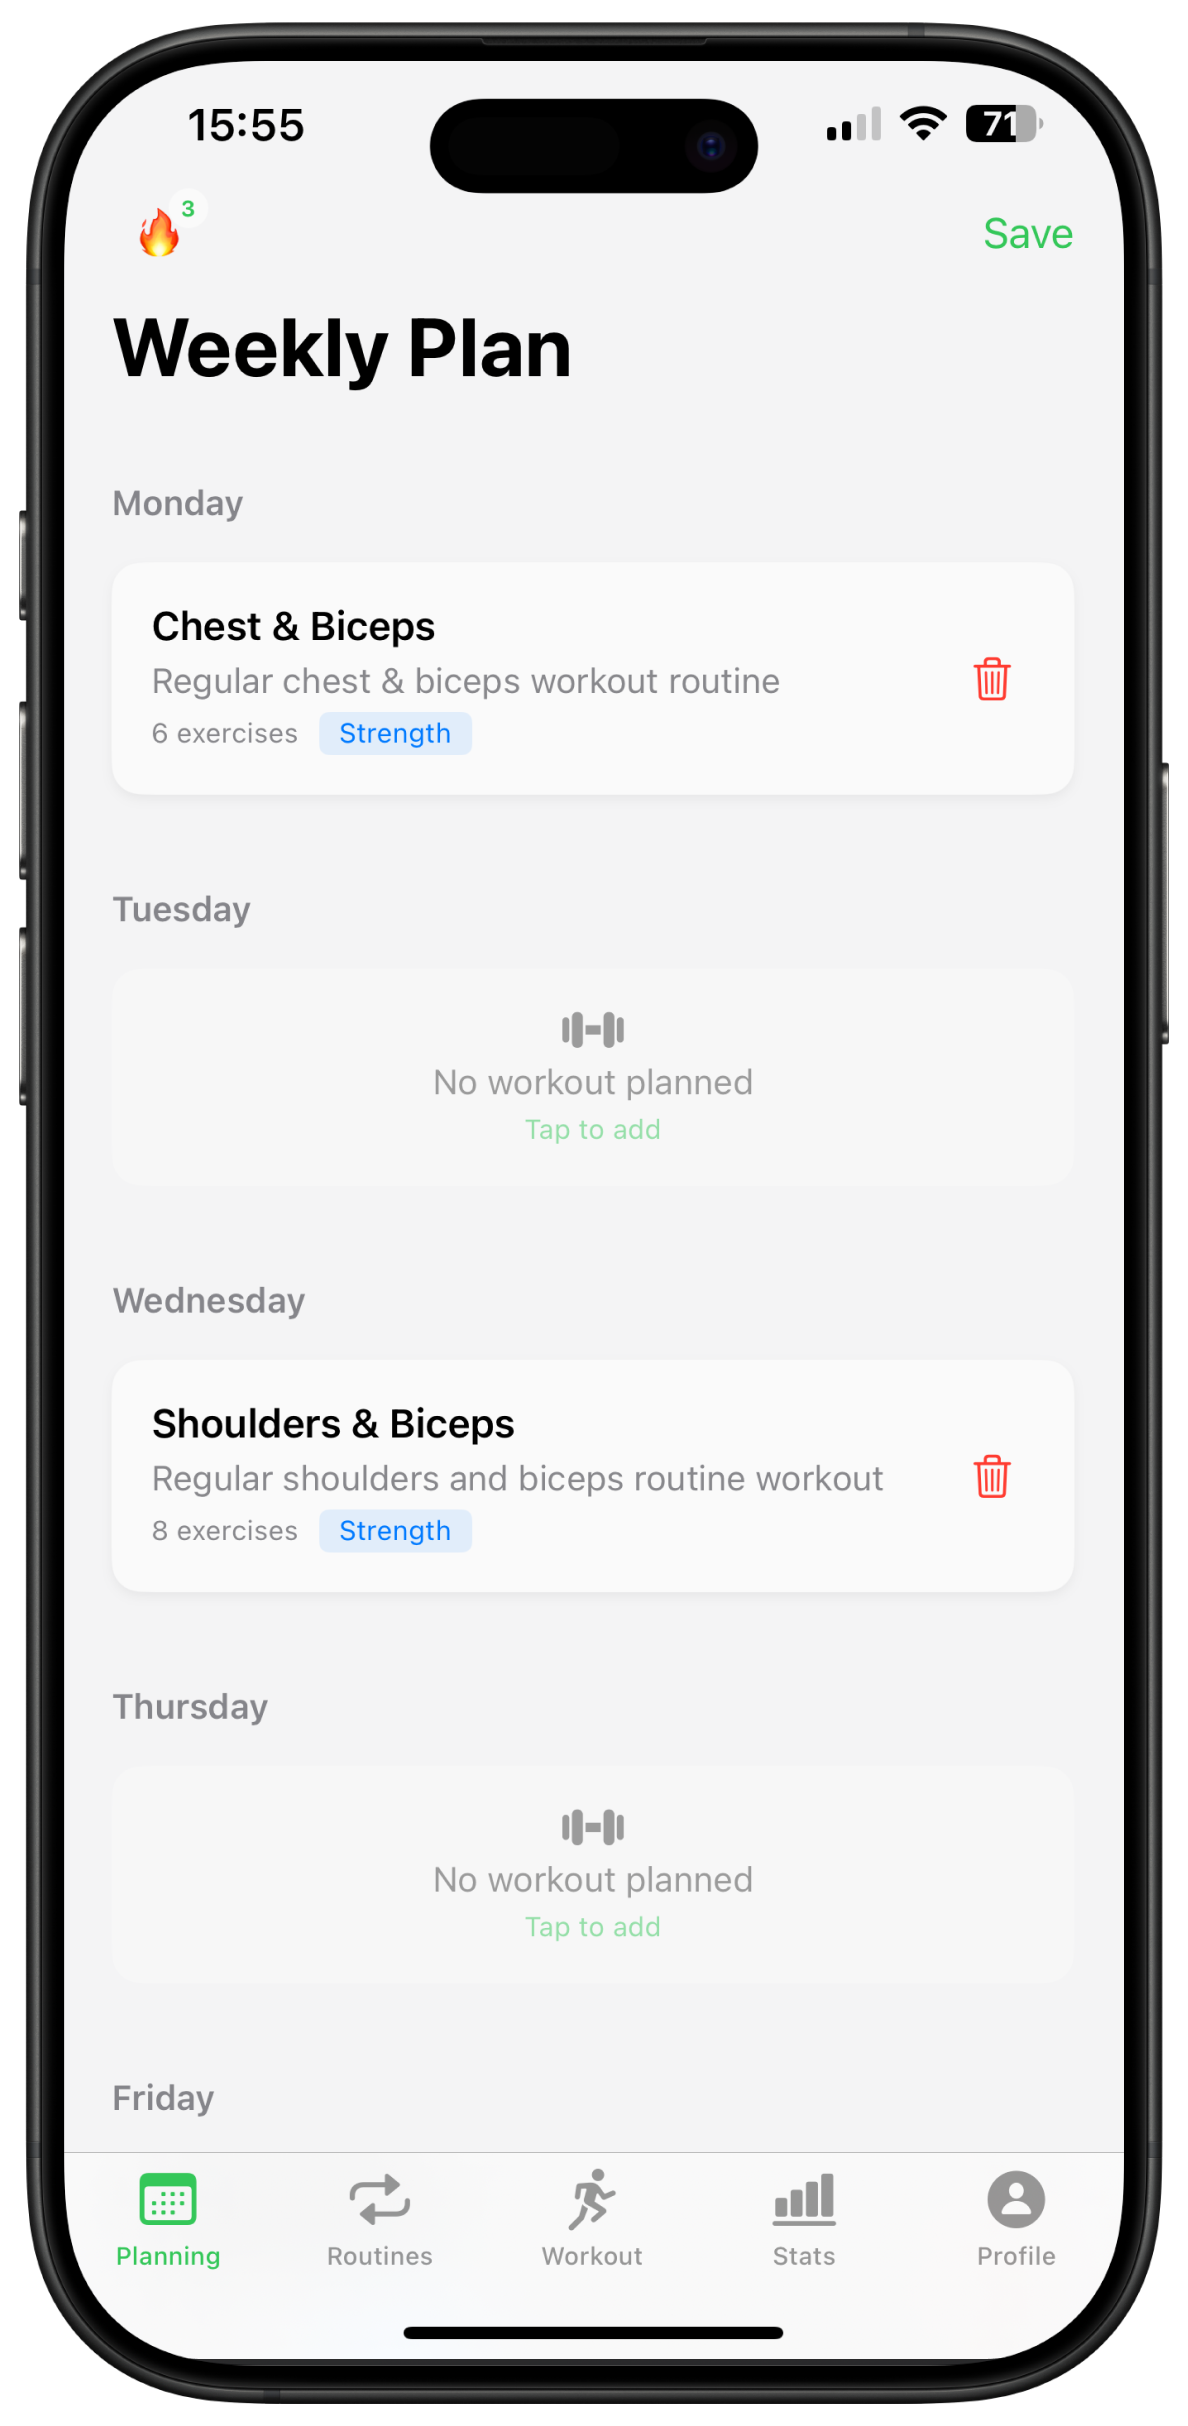 15:55
71
3
Save
Weekly Plan
Monday
Chest & Biceps
Regular chest & biceps workout routine
6 exercises Strength
Tuesday
No workout planned
Tap to add
Wednesday
Shoulders & Biceps
Regular shoulders and biceps routine workout
8 exercises Strength
Thursday
No workout planned
Tap to add
Friday
Planning Routines Workout Stats Profile